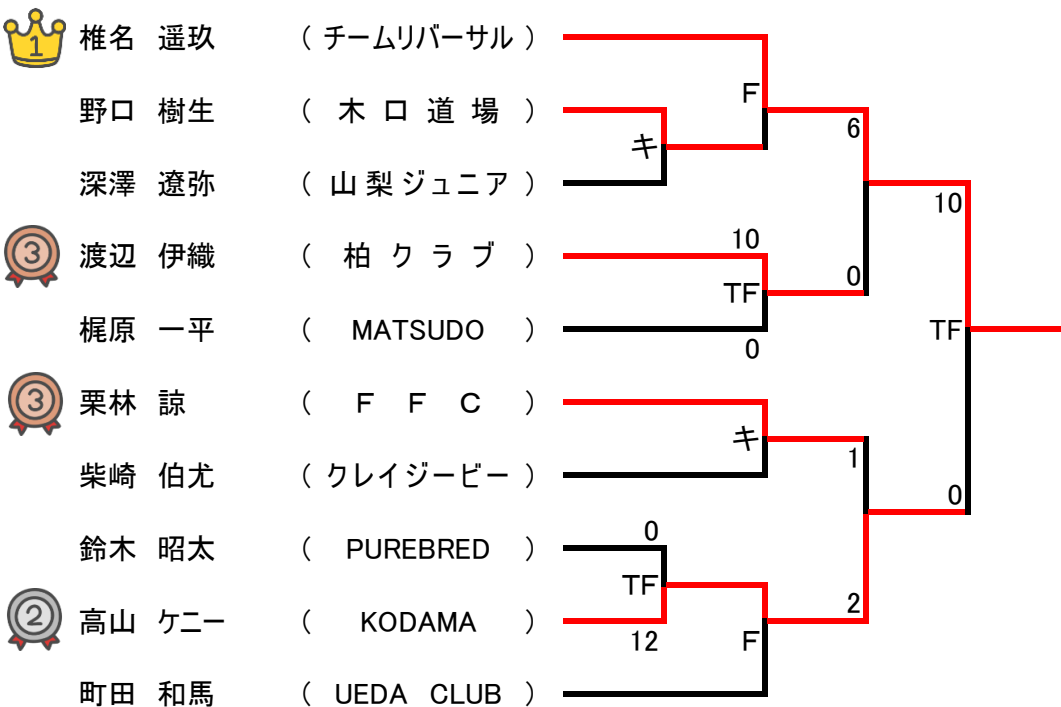 1 椎名 遥玖 ( チームリバーサル )
F
野口 樹生 ( 木口道場 )
6
キ
深澤 遼弥 ( 山梨ジュニア )
10
3 渡辺 伊織 ( 柏クラブ )
10
0
TF
梶原 一平 ( MATSUDO )
TF
0
3 栗林 諒 ( F F C )
キ
1
柴崎 伯尤 ( クレイジービー )
0
0
鈴木 昭太 ( PUREBRED )
TF
2
2 高山 ケニー ( KODAMA )
12
F
町田 和馬 ( UEDA CLUB )